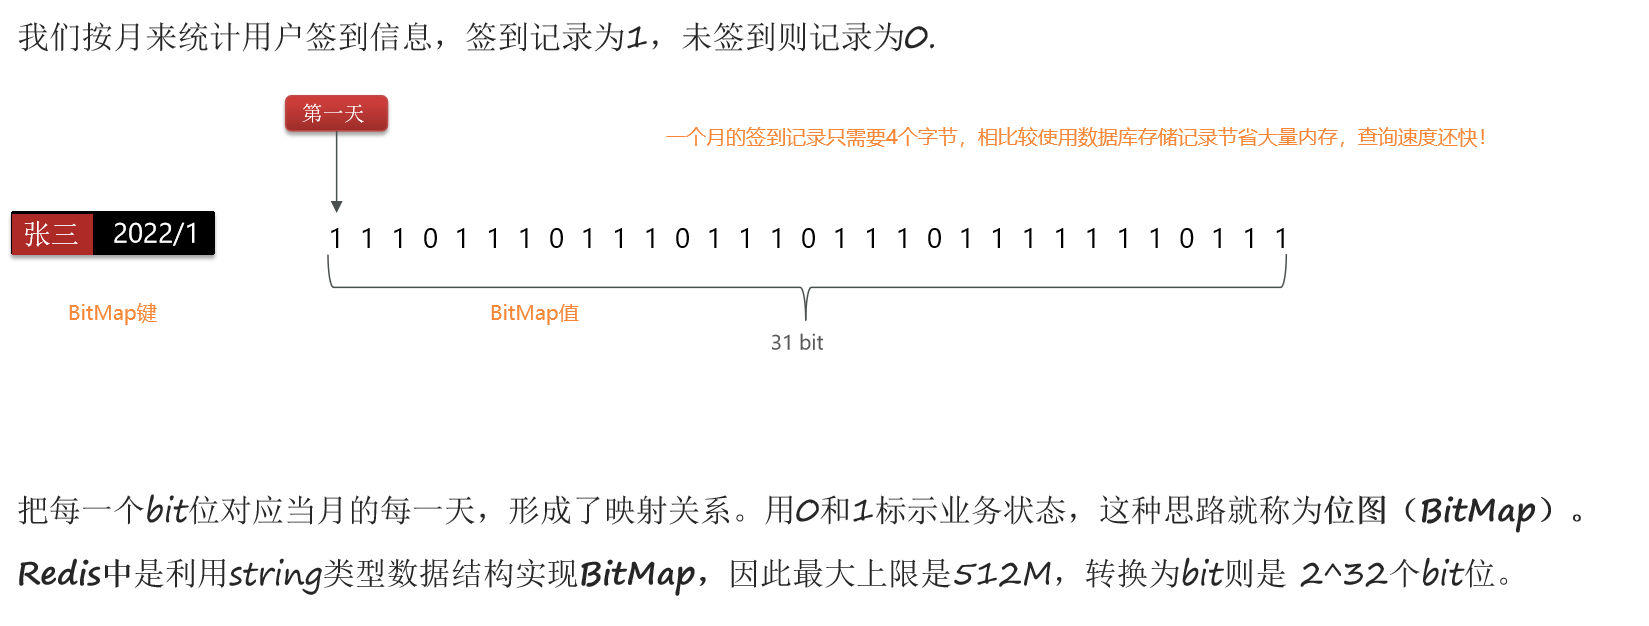 我们按月来统计用户签到信息，签到记录为1，未签到则记录为0.
第一天
一个月的签到记录只需要4个字节，相比较使用数据库存储记录节省大量内存，查询速度还快！
张三 2022/1
1 1 1 0 1 1 1 0 1 1 1 0 1 1 1 0 1 1 1 0 1 1 1 1 1 1 1 0 1 1 1
BitMap键
BitMap值
31 bit
把每一个bit位对应当月的每一天，形成了映射关系。用0和1标示业务状态，这种思路就称为位图（BitMap）。
Redis中是利用string类型数据结构实现BitMap，因此最大上限是512M，转换为bit则是 2^32个bit位。